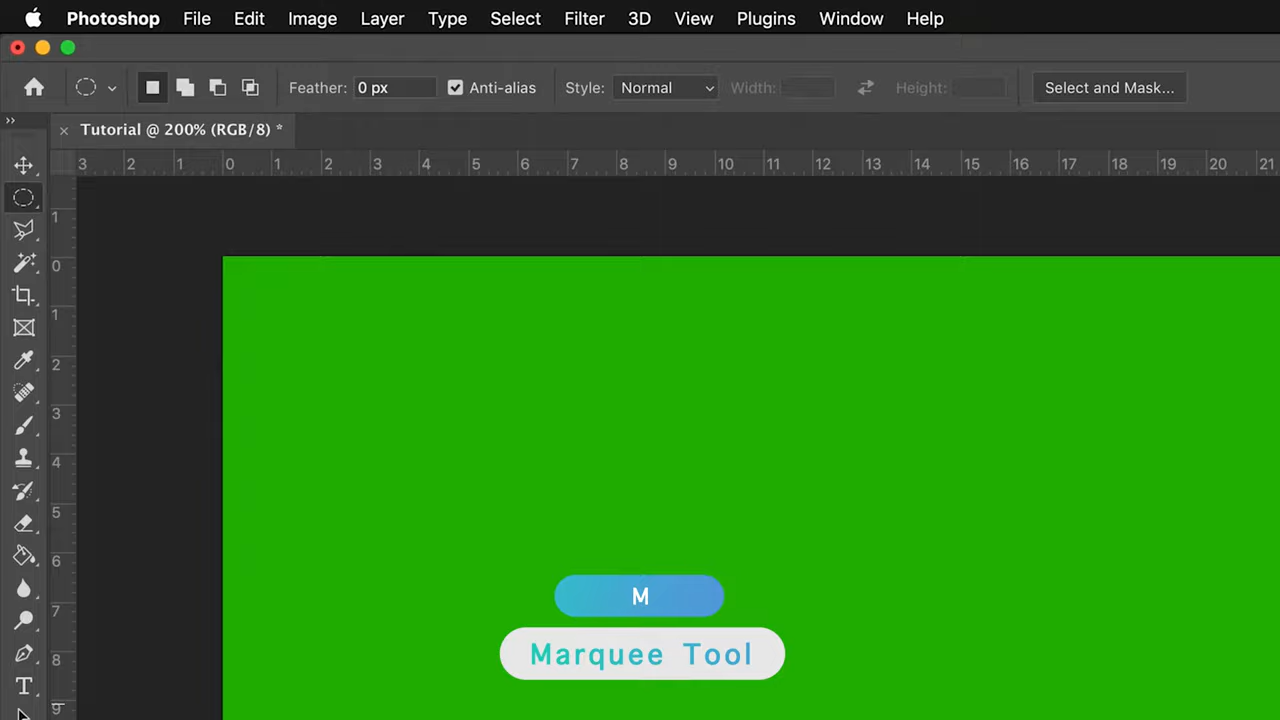 Photoshop File Edit Image Layer Type Select Filter 3D View Plugins Window Help
Feather: 0 px Anti-alias Style: Normal Width: Height: Select and Mask...
Tutorial @ 200% (RGB/8) *
3 2 1 0 1 2 3 4 5 6 7 8 9 10 11 12 13 14 15 16 17 18 19 20 21
1
0
1
2
3
4
5
6
7
8
9
M
Marquee Tool